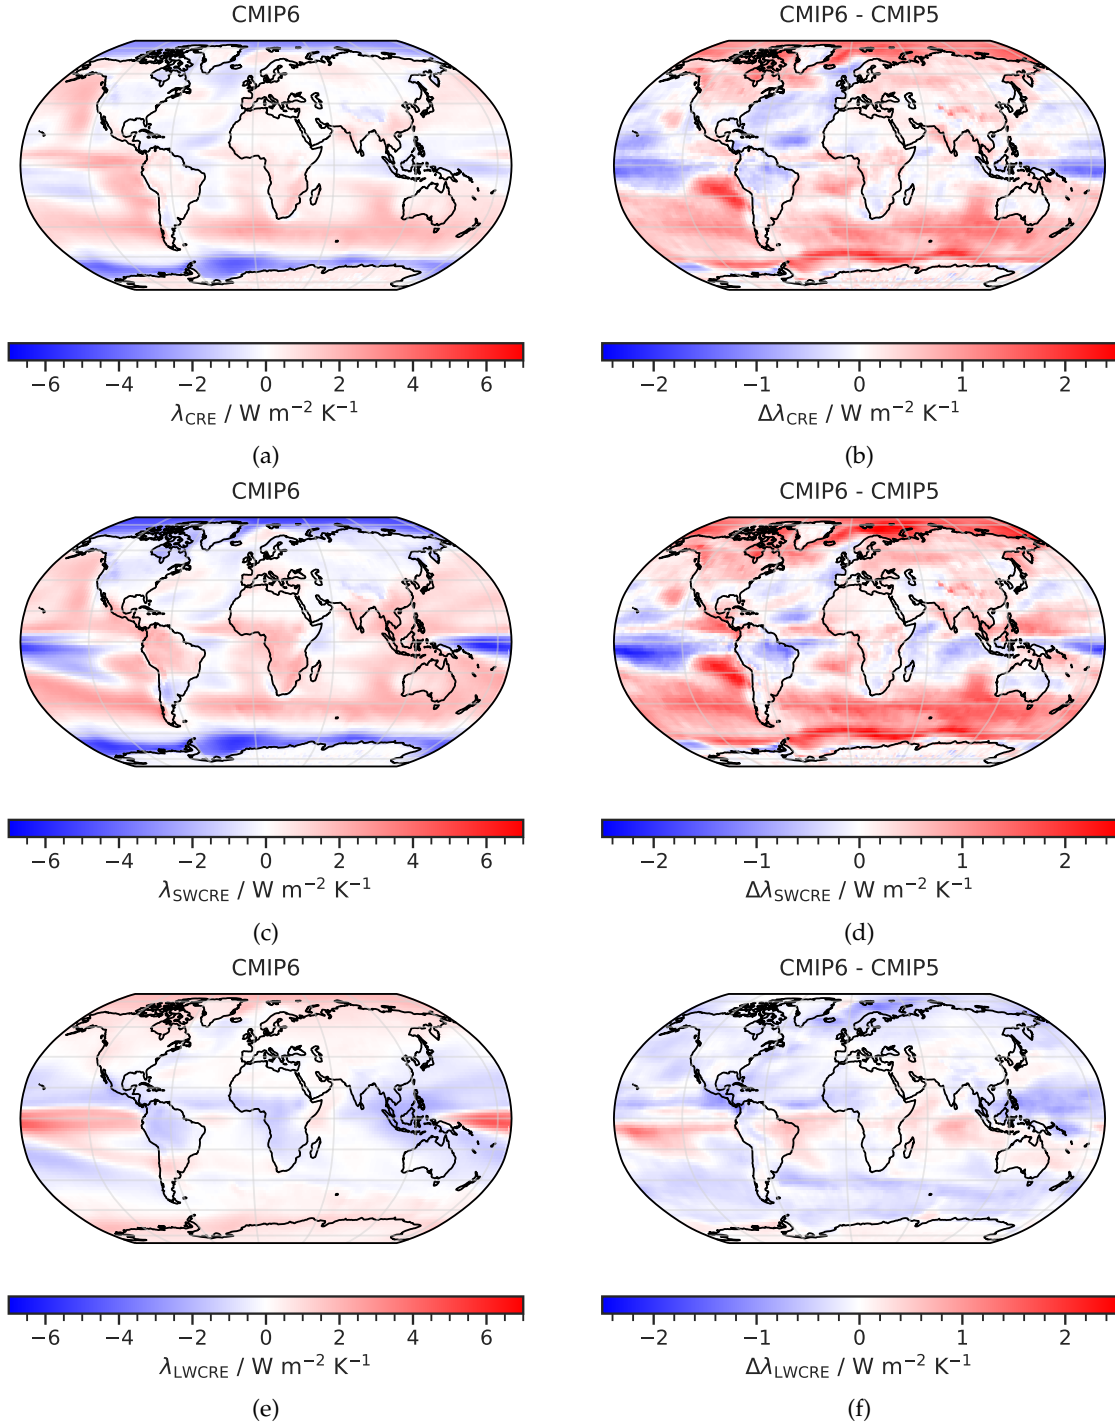 CMIP6
CMIP6 - CMIP5
−6 −4 −2 0 2 4 6
−2 −1 0 1 2
λCRE / W m−2 K−1
ΔλCRE / W m−2 K−1
(a)
(b)
CMIP6
CMIP6 - CMIP5
−6 −4 −2 0 2 4 6
−2 −1 0 1 2
λSWCRE / W m−2 K−1
ΔλSWCRE / W m−2 K−1
(c)
(d)
CMIP6
CMIP6 - CMIP5
−6 −4 −2 0 2 4 6
−2 −1 0 1 2
λLWCRE / W m−2 K−1
ΔλLWCRE / W m−2 K−1
(e)
(f)